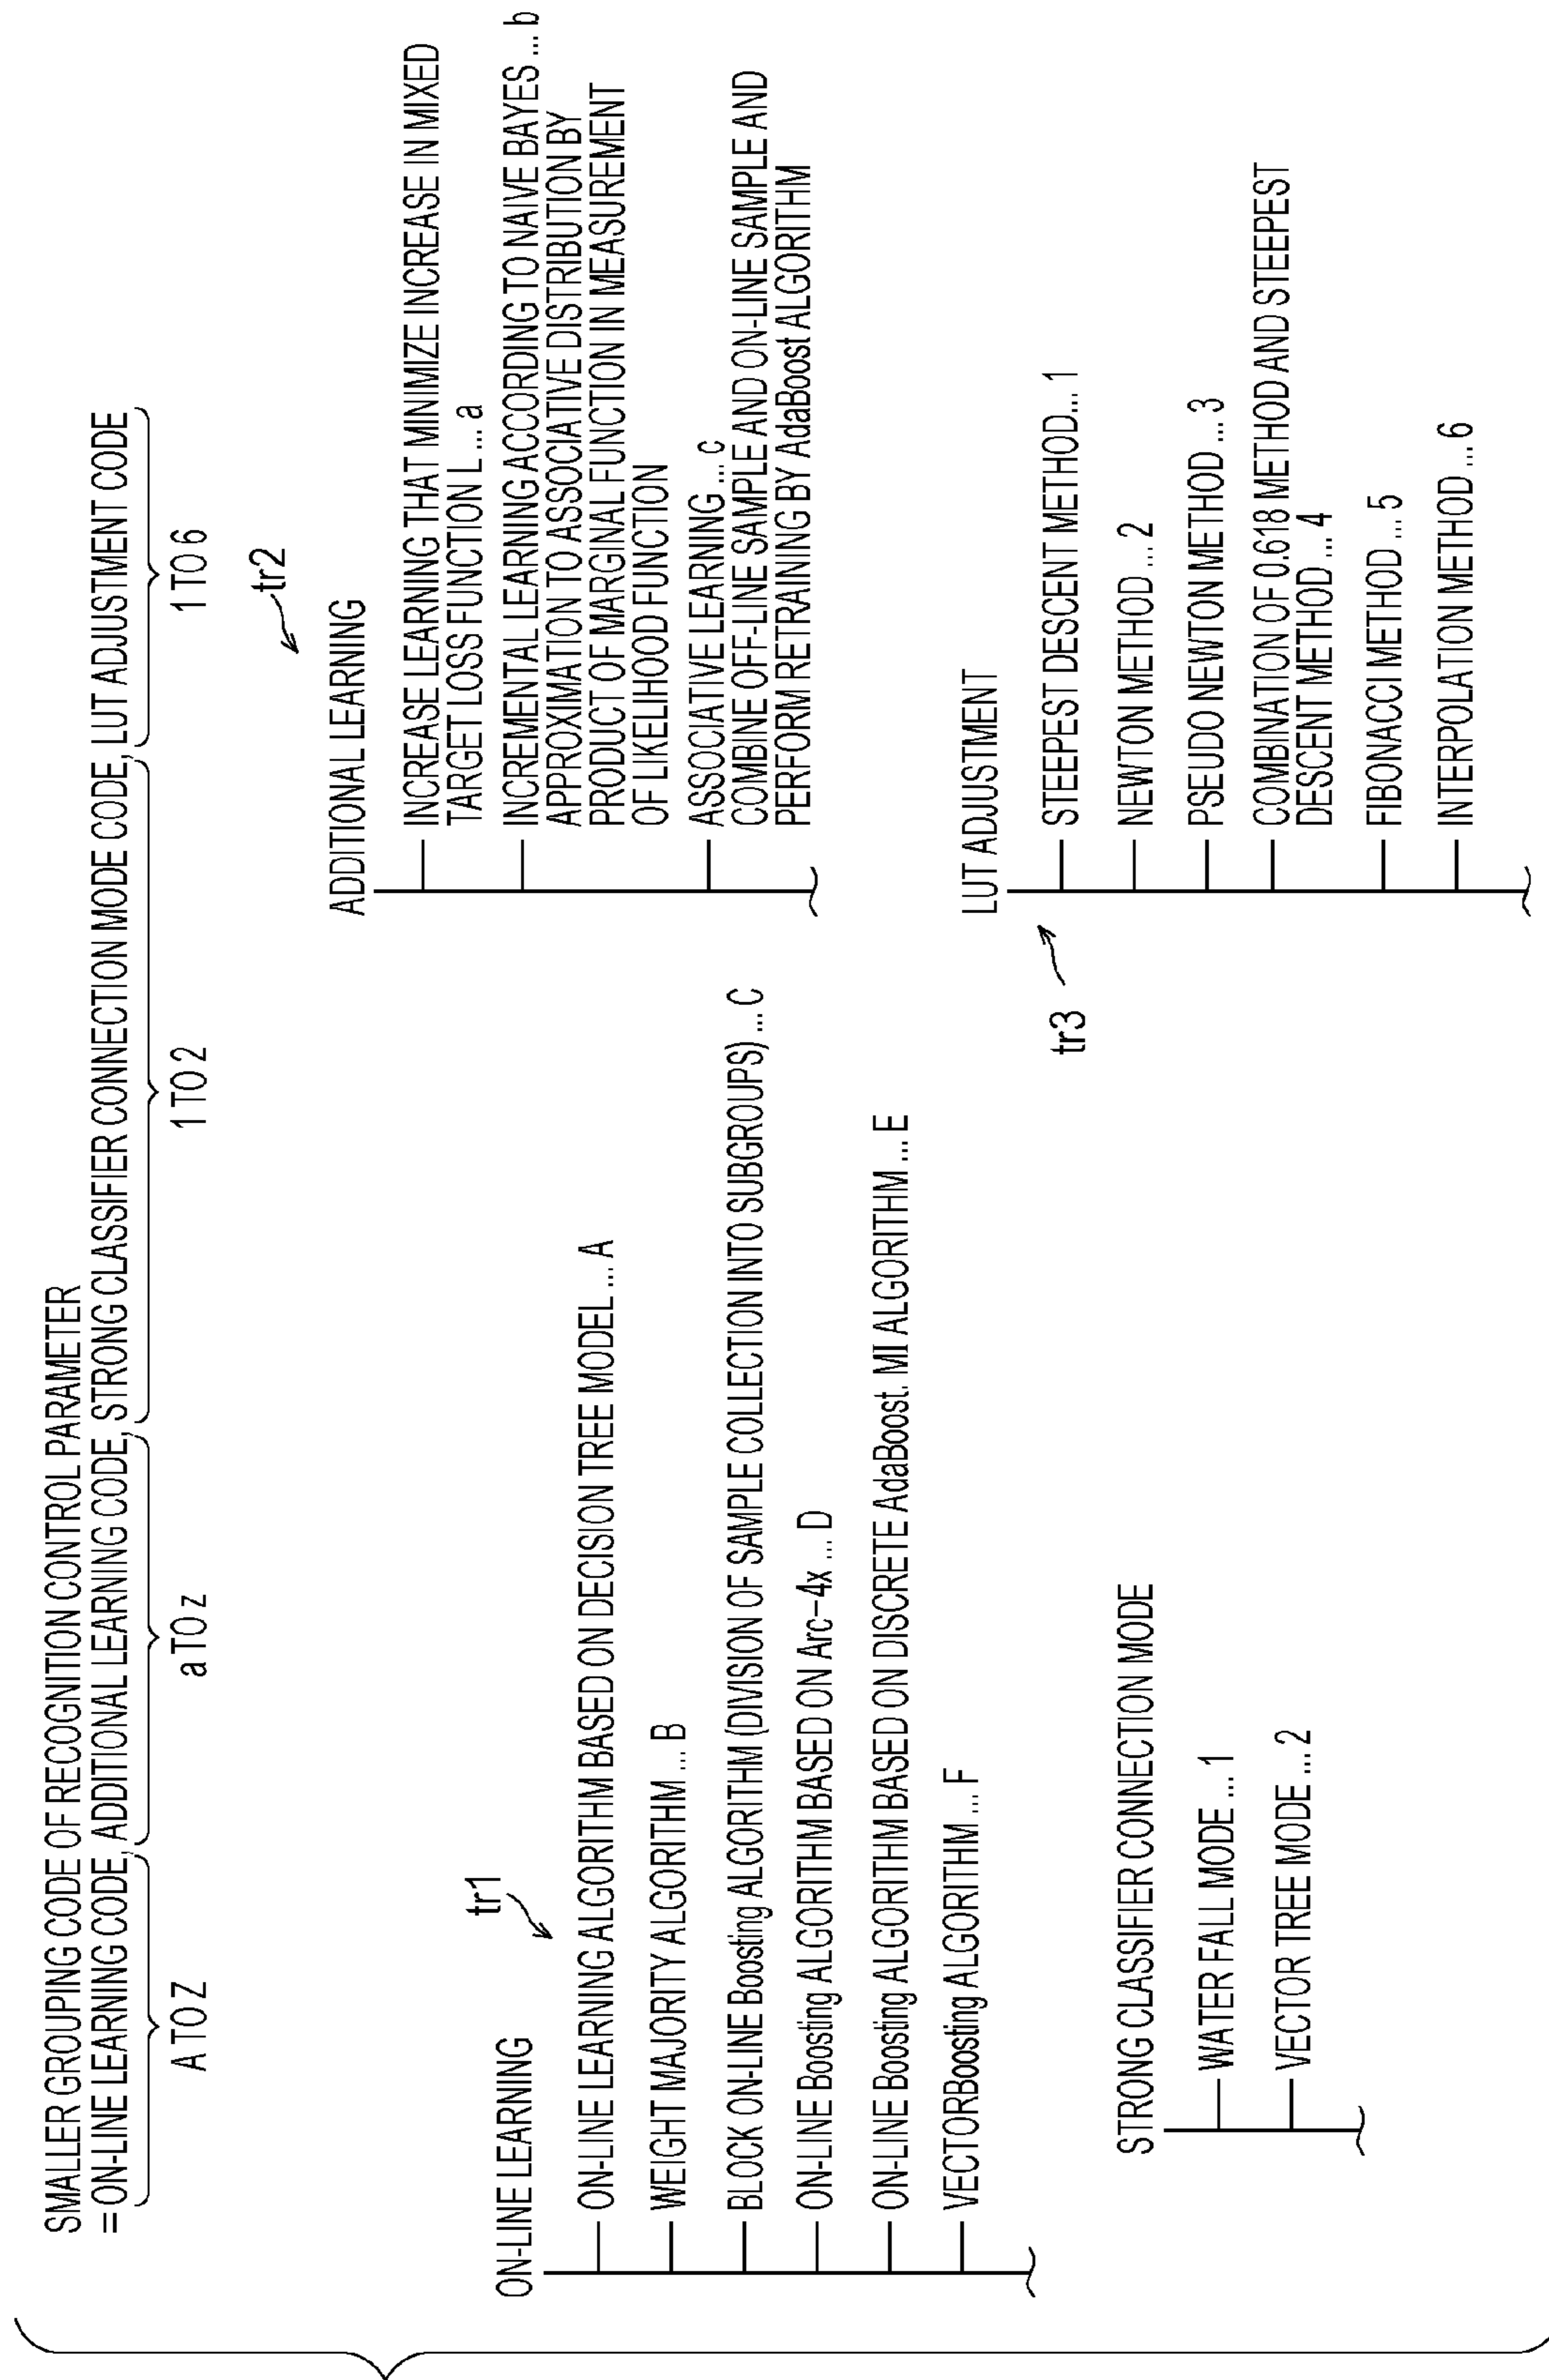 SMALLER GROUPING CODE OF RECOGNITION CONTROL PARAMETER
= ON-LINE LEARNING CODE, ADDITIONAL LEARNING CODE, STRONG CLASSIFIER CONNECTION MODE CODE, LUT ADJUSTMENT CODE
A TO Z
a TO z
1 TO 2
1 TO 6
tr1
ON-LINE LEARNING
ON-LINE LEARNING ALGORITHM BASED ON DECISION TREE MODEL ... A
WEIGHT MAJORITY ALGORITHM ... B
BLOCK ON-LINE Boosting ALGORITHM (DIVISION OF SAMPLE COLLECTION INTO SUBGROUPS) ... C
ON-LINE Boosting ALGORITHM BASED ON Arc-4x ... D
ON-LINE Boosting ALGORITHM BASED ON DISCRETE AdaBoost. MI ALGORITHM ... E
VECTORBoosting ALGORITHM ... F
STRONG CLASSIFIER CONNECTION MODE
WATER FALL MODE ...1
VECTOR TREE MODE ... 2
tr2
ADDITIONAL LEARNING
INCREASE LEARNING THAT MINIMIZE INCREASE IN MIXED
TARGET LOSS FUNCTION L ... a
INCREMENTAL LEARNING ACCORDING TO NAIVE BAYES ... b
APPROXIMATION TO ASSOCIATIVE DISTRIBUTION BY
PRODUCT OF MARGINAL FUNCTION IN MEASUREMENT
OF LIKELIHOOD FUNCTION
ASSOCIATIVE LEARNING ... c
COMBINE OFF-LINE SAMPLE AND ON-LINE SAMPLE AND
PERFORM RETRAINING BY AdaBoost ALGORITHM
tr3
LUT ADJUSTMENT
STEEPEST DESCENT METHOD... 1
NEWTON METHOD ... 2
PSEUDO NEWTON METHOD ... 3
COMBINATION OF 0.618 METHOD AND STEEPEST
DESCENT METHOD ... 4
FIBONACCI METHOD ... 5
INTERPOLATION METHOD ... 6